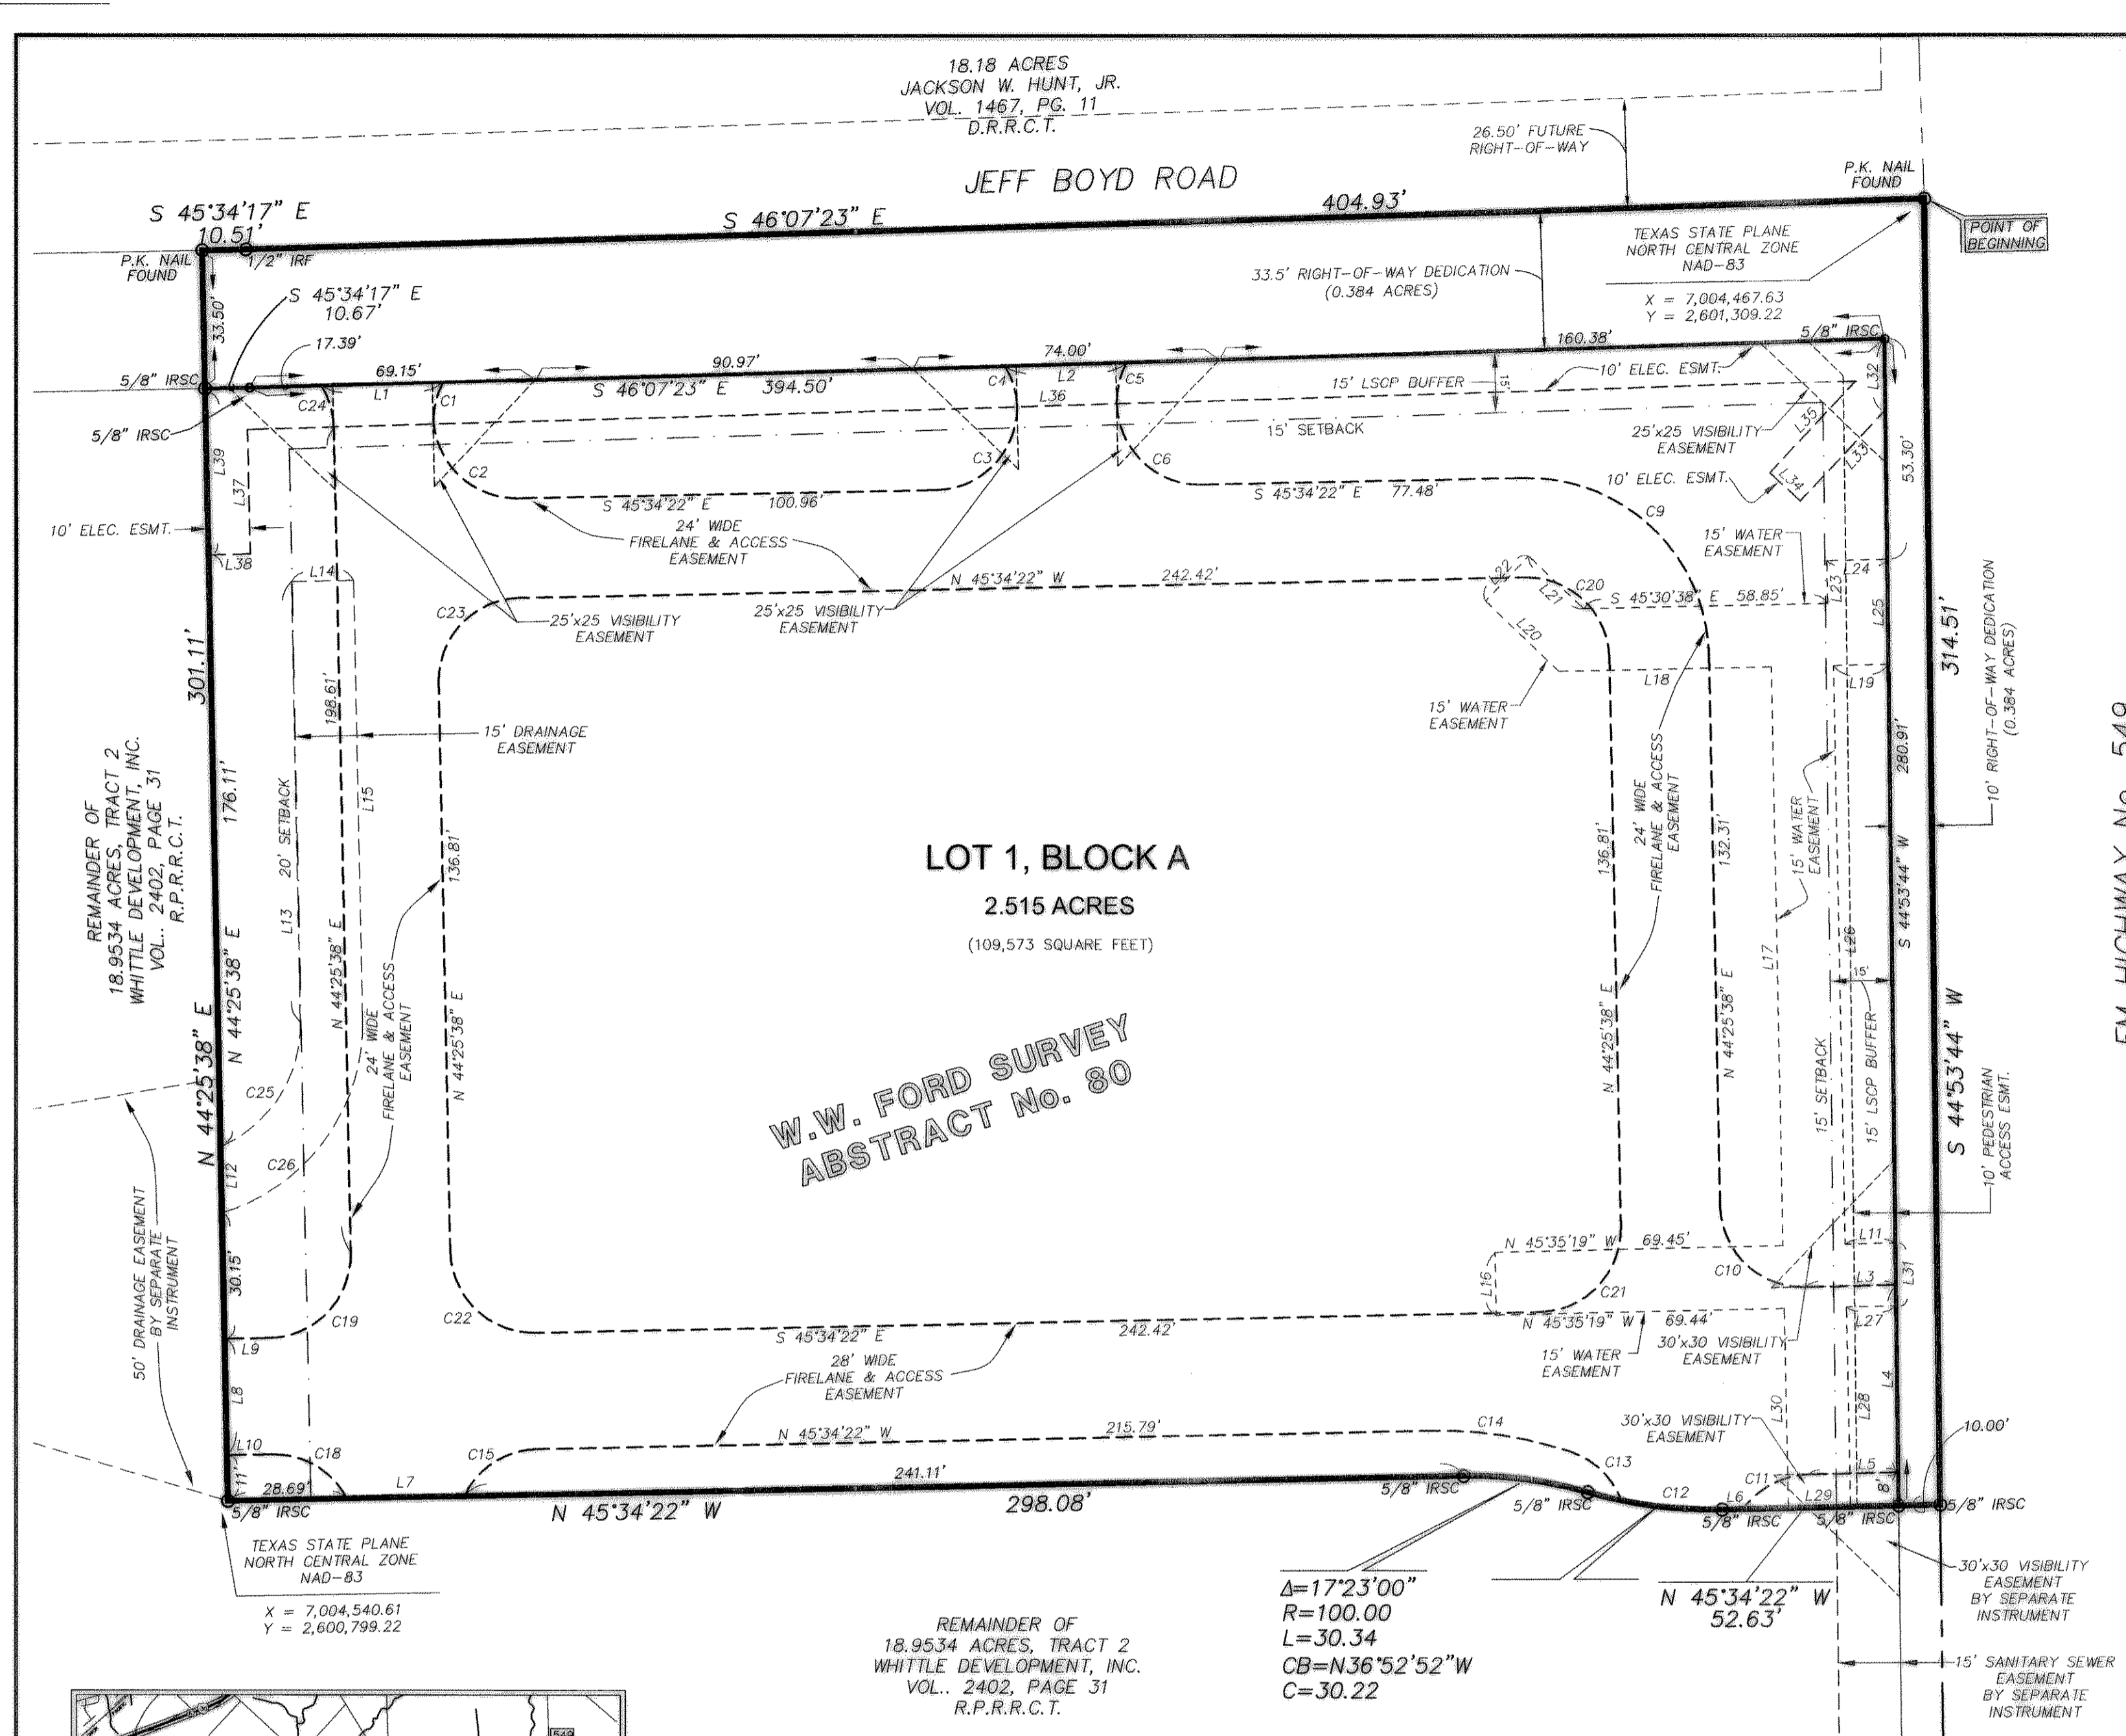 18.18 ACRES
JACKSON W. HUNT, JR.
VOL. 1467, PG. 11
D.R.R.C.T.
26.50' FUTURE
RIGHT-OF-WAY
JEFF BOYD ROAD
P.K. NAIL
FOUND
S 45°34'17" E
10.51'
S 46°07'23" E
404.93'
POINT OF
BEGINNING
P.K. NAIL
FOUND
1/2" IRF
TEXAS STATE PLANE
NORTH CENTRAL ZONE
NAD-83
X = 7,004,467.63
Y = 2,601,309.22
33.5' RIGHT-OF-WAY DEDICATION
(0.384 ACRES)
S 45°34'17" E
10.67'
33.50'
17.39'
5/8" IRSC
69.15'
90.97'
74.00'
160.38'
5/8" IRSC
S 46°07'23" E 394.50'
C24
L1
C1
C4
L2
C5
L36
15' LSCP BUFFER
15'
10' ELEC. ESMT.
L32
5/8" IRSC
15' SETBACK
25'x25 VISIBILITY
EASEMENT
L35
L33
L34
53.30'
L39
L37
C2
C3
C6
10' ELEC. ESMT.
S 45°34'22" E 100.96'
S 45°34'22" E 77.48'
C9
10' ELEC. ESMT.
24' WIDE
FIRELANE & ACCESS
EASEMENT
15' WATER
EASEMENT
L38
L14
N 45°34'22" W 242.42'
L22
L21
C20
S 45°30'38" E 58.85'
L23
L24
C23
25'x25 VISIBILITY
EASEMENT
25'x25 VISIBILITY
EASEMENT
L20
L25
L18
L19
301.11'
198.61'
15' DRAINAGE
EASEMENT
15' WATER
EASEMENT
314.51'
10' RIGHT-OF-WAY DEDICATION
(0.384 ACRES)
FM HIGHWAY No. 549
REMAINDER OF
18.9534 ACRES, TRACT 2
WHITTLE DEVELOPMENT, INC.
VOL.. 2402, PAGE 31
R.P.R.R.C.T.
176.11'
20' SETBACK
L13
L15
136.81'
LOT 1, BLOCK A
2.515 ACRES
(109,573 SQUARE FEET)
136.81'
24' WIDE
FIRELANE & ACCESS
EASEMENT
132.31'
15' WATER
EASEMENT
280.91'
L17
L26
S 44°53'44" W
15'
N 44°25'38" E
N 44°25'38" E
N 44°25'38" E
24' WIDE
FIRELANE & ACCESS
EASEMENT
N 44°25'38" E
W.W. FORD SURVEY
ABSTRACT No. 80
N 44°25'38" E
N 44°25'38" E
15' SETBACK
15' LSCP BUFFER
S 44°53'44" W
10' PEDESTRIAN
ACCESS ESMT.
C25
C26
L12
50' DRAINAGE EASEMENT
BY SEPARATE
INSTRUMENT
30.15'
N 45°35'19" W 69.45'
L16
L11
L3
L31
C10
C21
C19
C22
L9
S 45°34'22" E
242.42'
N 45°35'19" W 69.44'
L27
15' WATER
EASEMENT
30'x30 VISIBILITY
EASEMENT
28' WIDE
FIRELANE & ACCESS
EASEMENT
L8
L4
L30
L28
N 45°34'22" W
215.79'
C14
30'x30 VISIBILITY
EASEMENT
10.00'
L10
C18
C15
C13
C11
L5
11'
28.69'
L7
241.11'
5/8" IRSC
C12
L6
L29
8'
5/8" IRSC
N 45°34'22" W
298.08'
5/8" IRSC
5/8" IRSC
5/8" IRSC
5/8" IRSC
TEXAS STATE PLANE
NORTH CENTRAL ZONE
NAD-83
X = 7,004,540.61
Y = 2,600,799.22
Δ=17°23'00"
R=100.00
L=30.34
CB=N36°52'52"W
C=30.22
N 45°34'22" W
52.63'
30'x30 VISIBILITY
EASEMENT
BY SEPARATE
INSTRUMENT
REMAINDER OF
18.9534 ACRES, TRACT 2
WHITTLE DEVELOPMENT, INC.
VOL.. 2402, PAGE 31
R.P.R.R.C.T.
15' SANITARY SEWER
EASEMENT
BY SEPARATE
INSTRUMENT
549